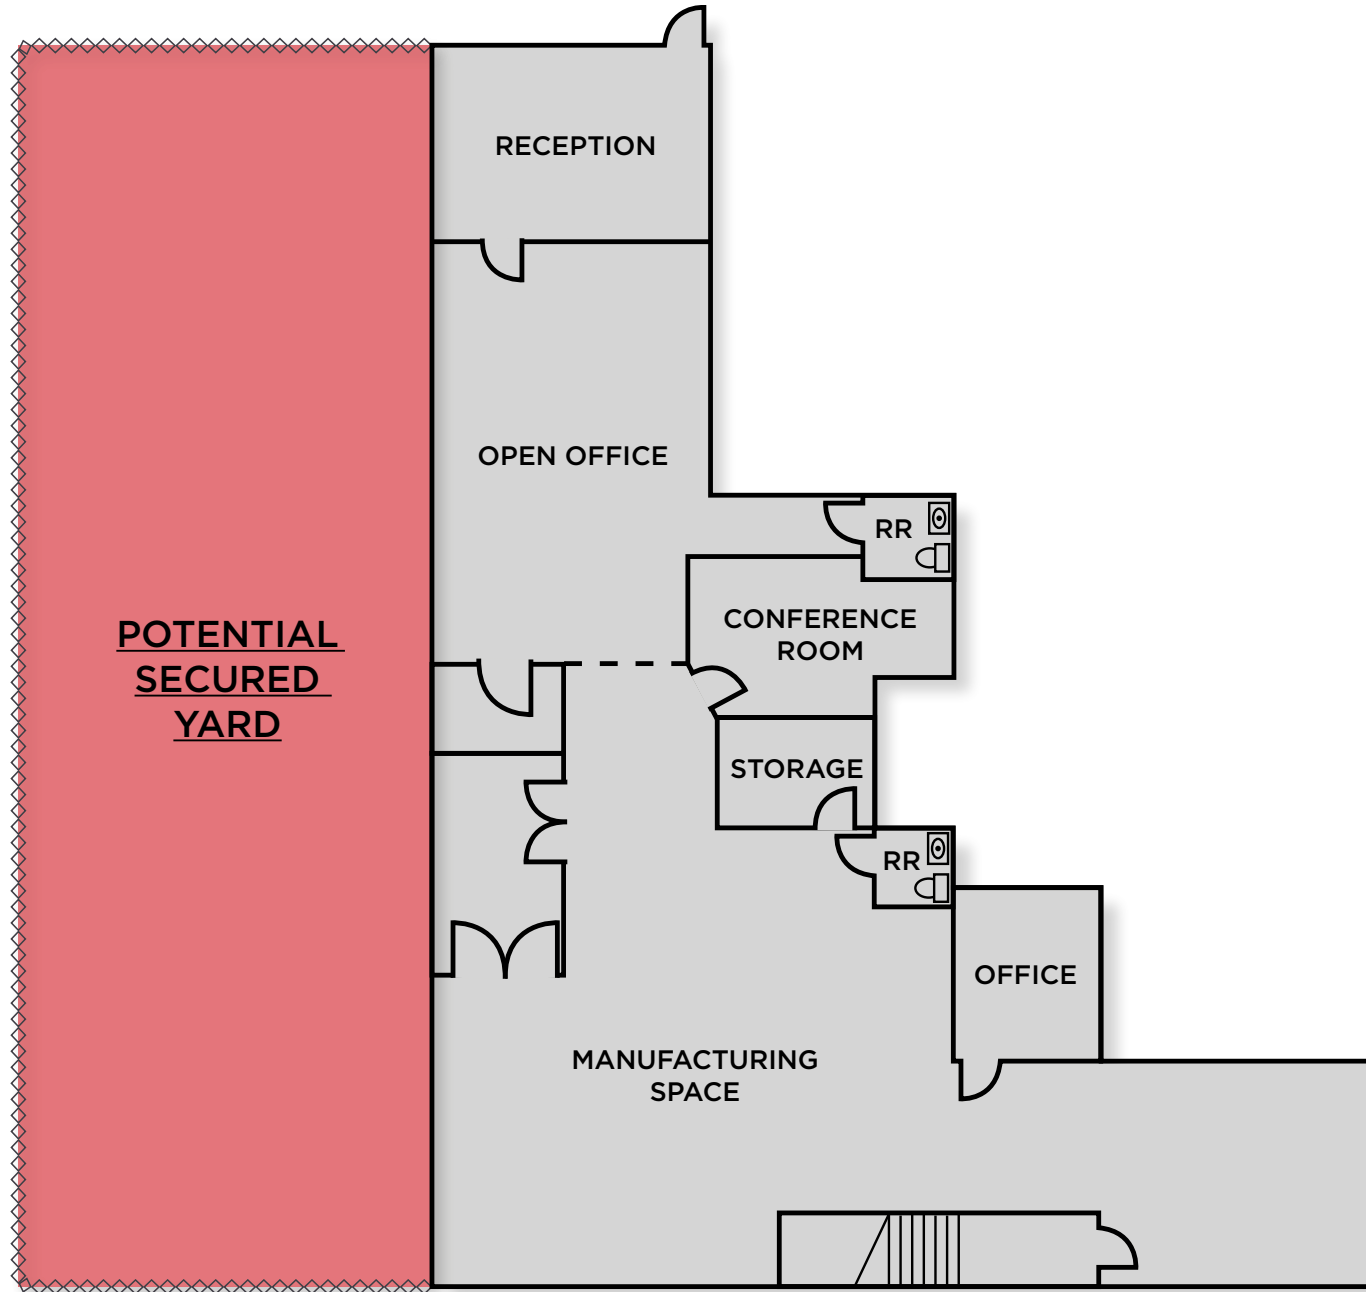 RECEPTION
OPEN OFFICE
RR
CONFERENCE
ROOM
POTENTIAL
SECURED
YARD
STORAGE
RR
OFFICE
MANUFACTURING
SPACE